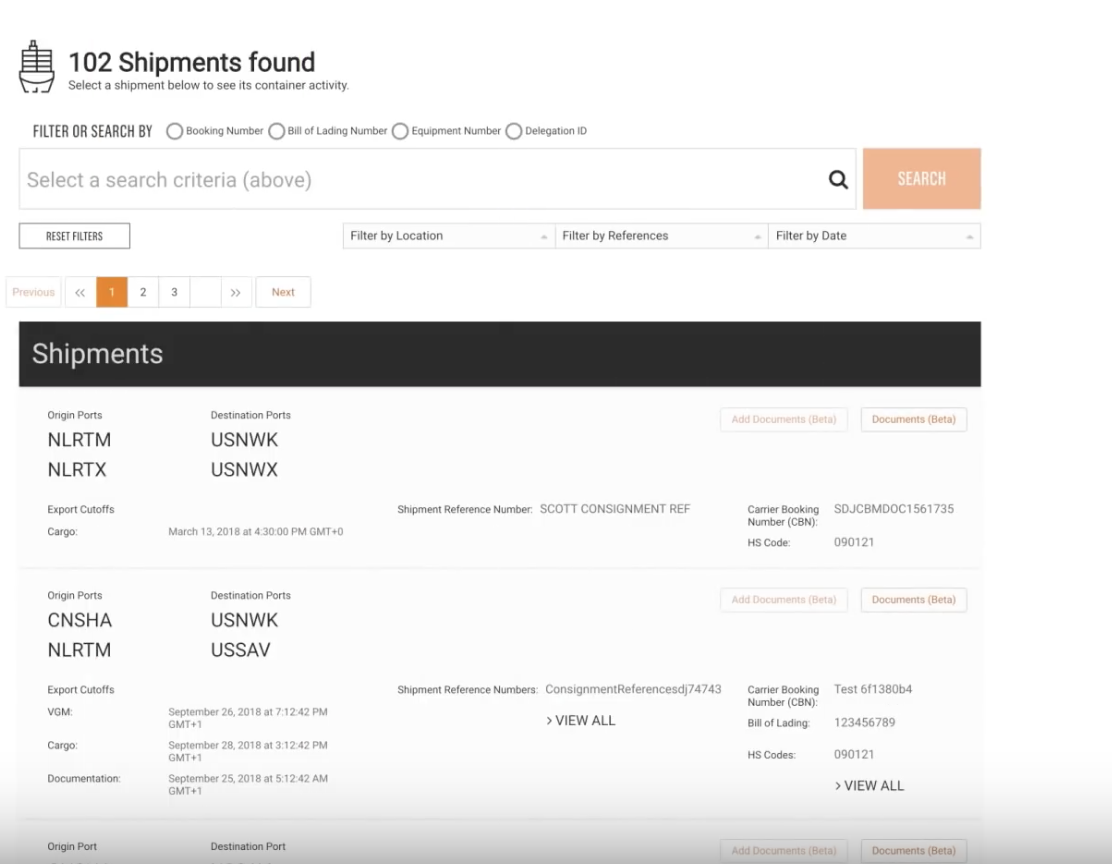 102 Shipments found
Select a shipment below to see its container activity.
FILTER OR SEARCH BY Booking Number Bill of Lading Number Equipment Number Delegation ID
Select a search criteria (above)
SEARCH
RESET FILTERS
Filter by Location
Filter by References
Filter by Date
Previous << 1 2 3 >> Next
Shipments
Origin Ports Destination Ports Add Documents (Beta) Documents (Beta)
NLRTM USNWK
NLRTX USNWX
Export Cutoffs Shipment Reference Number: SCOTT CONSIGNMENT REF Carrier Booking Number (CBN): SDJCBMDOC1561735
Cargo: March 13, 2018 at 4:30:00 PM GMT+0
HS Code: 090121
Origin Ports Destination Ports Add Documents (Beta) Documents (Beta)
CNSHA USNWK
NLRTM USSAV
Export Cutoffs Shipment Reference Numbers: ConsignmentReferencesdj74743 Carrier Booking Number (CBN): Test 6f1380b4
VGM: September 26, 2018 at 7:12:42 PM GMT+1
> VIEW ALL
Bill of Lading: 123456789
Cargo: September 28, 2018 at 3:12:42 PM GMT+1
HS Codes: 090121
Documentation: September 25, 2018 at 5:12:42 AM GMT+1
> VIEW ALL
Origin Port Destination Port Add Documents (Beta) Documents (Beta)